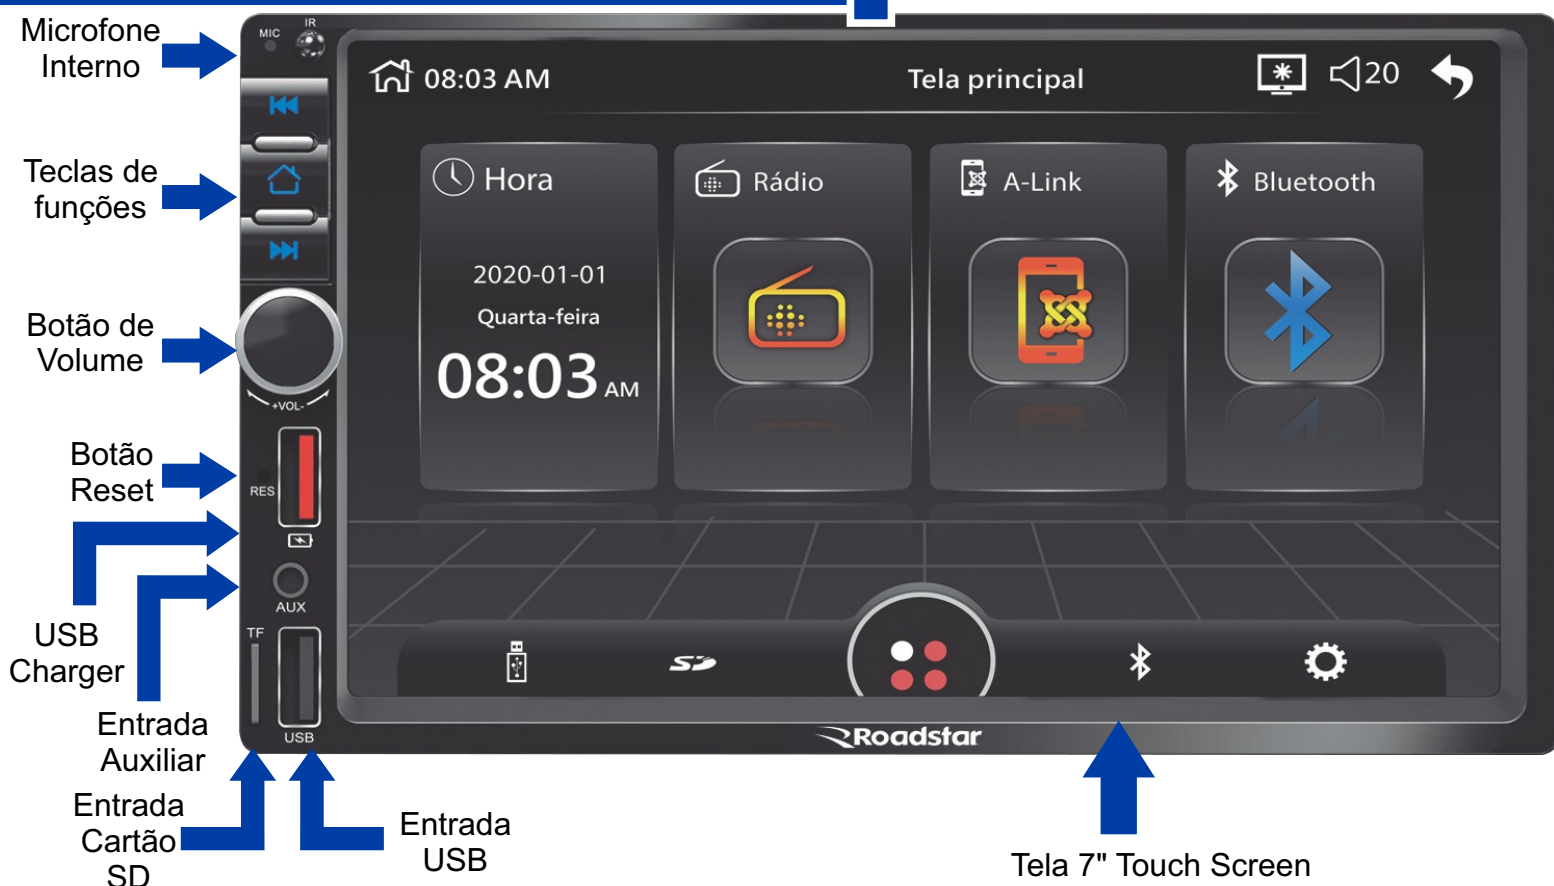 Microfone
Interno
MIC
IR
08:03 AM
Tela principal
20
Teclas de
funções
Hora
Rádio
A-Link
Bluetooth
2020-01-01
Quarta-feira
08:03 AM
Botão de
Volume
+VOL-
Botão
Reset
RES
AUX
USB
Charger
TF
SD
Entrada
Auxiliar
USB
Roadstar
Entrada
Cartão
SD
Entrada
USB
Tela 7" Touch Screen